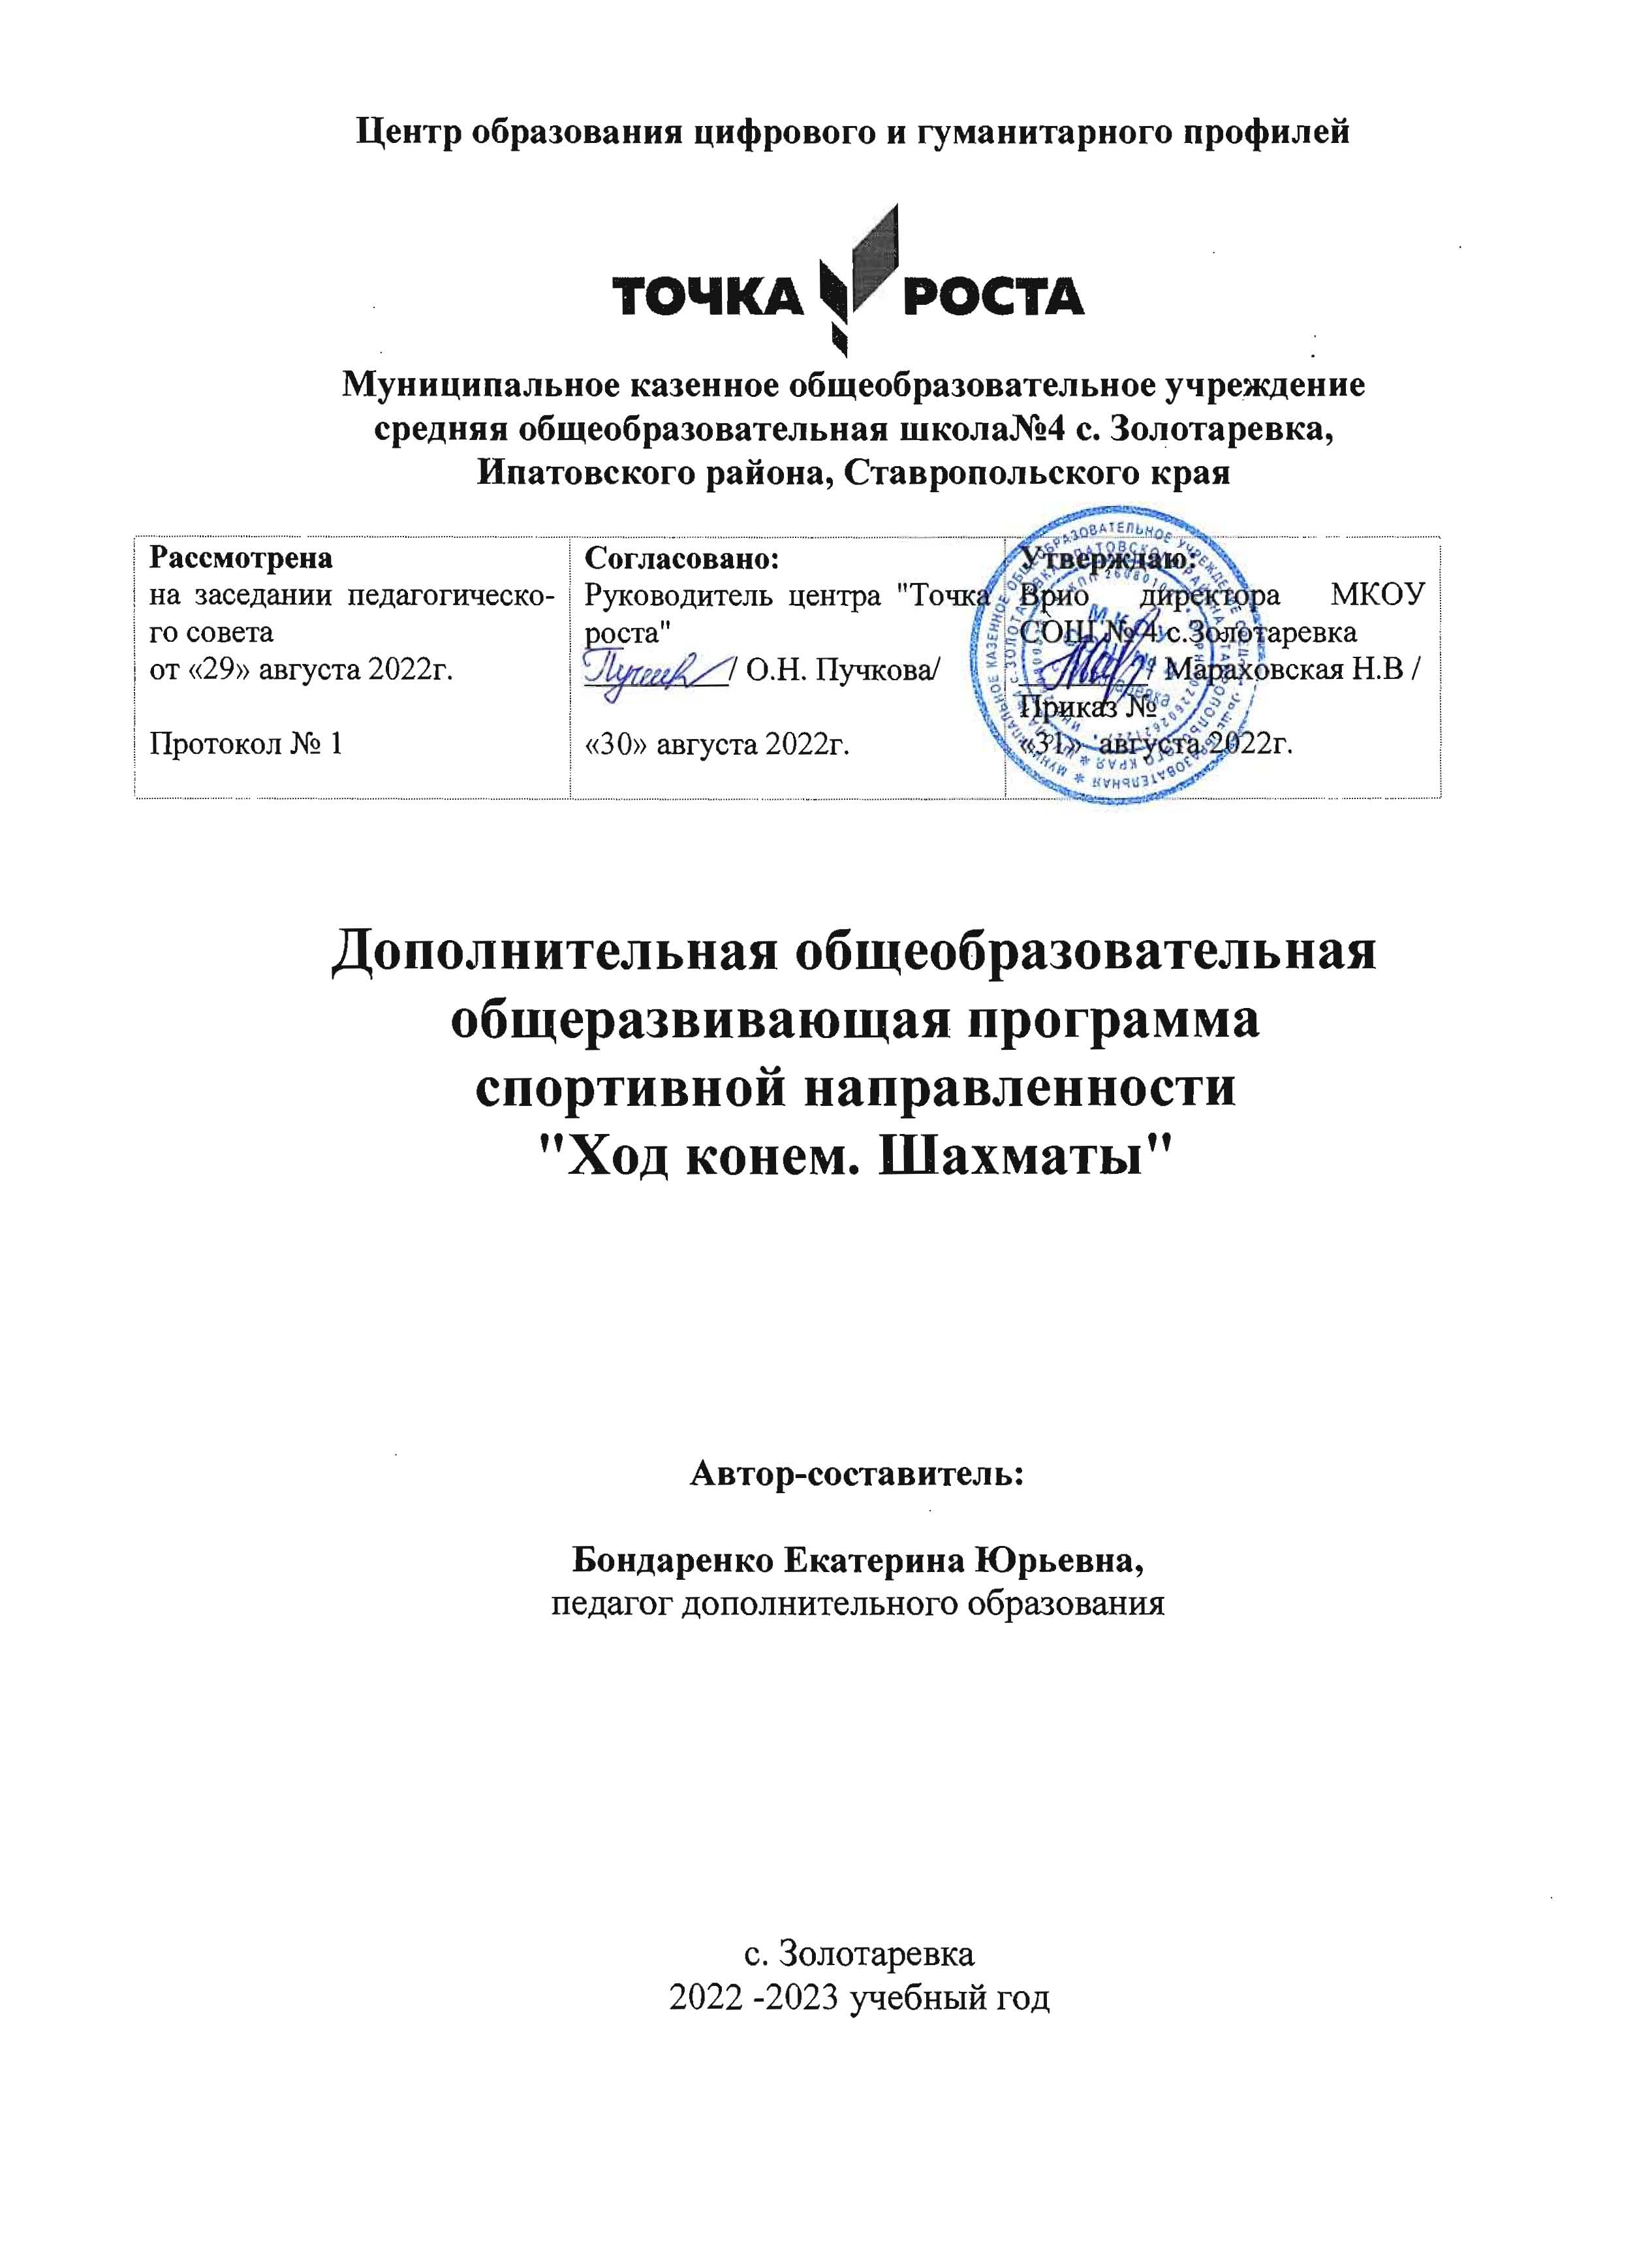 Центр образования цифрового и гуманитарного профилей
ТОЧКА РОСТА
Муниципальное казенное общеобразовательное учреждение
средняя общеобразовательная школа№4 с. Золотаревка,
Ипатовского района, Ставропольского края
Рассмотрена
на заседании педагогическо-
го совета
от «29» августа 2022г.
Протокол № 1
Согласовано:
Руководитель центра "Точка
роста"
/ О.Н. Пучкова/
«30» августа 2022г.
Утверждаю:
Врио директора МКОУ
СОШ № 4 с.Золотаревка
/ Мараховская Н.В /
Приказ №
«31» августа 2022г.
Дополнительная общеобразовательная
общеразвивающая программа
спортивной направленности
"Ход конем. Шахматы"
Автор-составитель:
Бондаренко Екатерина Юрьевна,
педагог дополнительного образования
с. Золотаревка
2022 -2023 учебный год